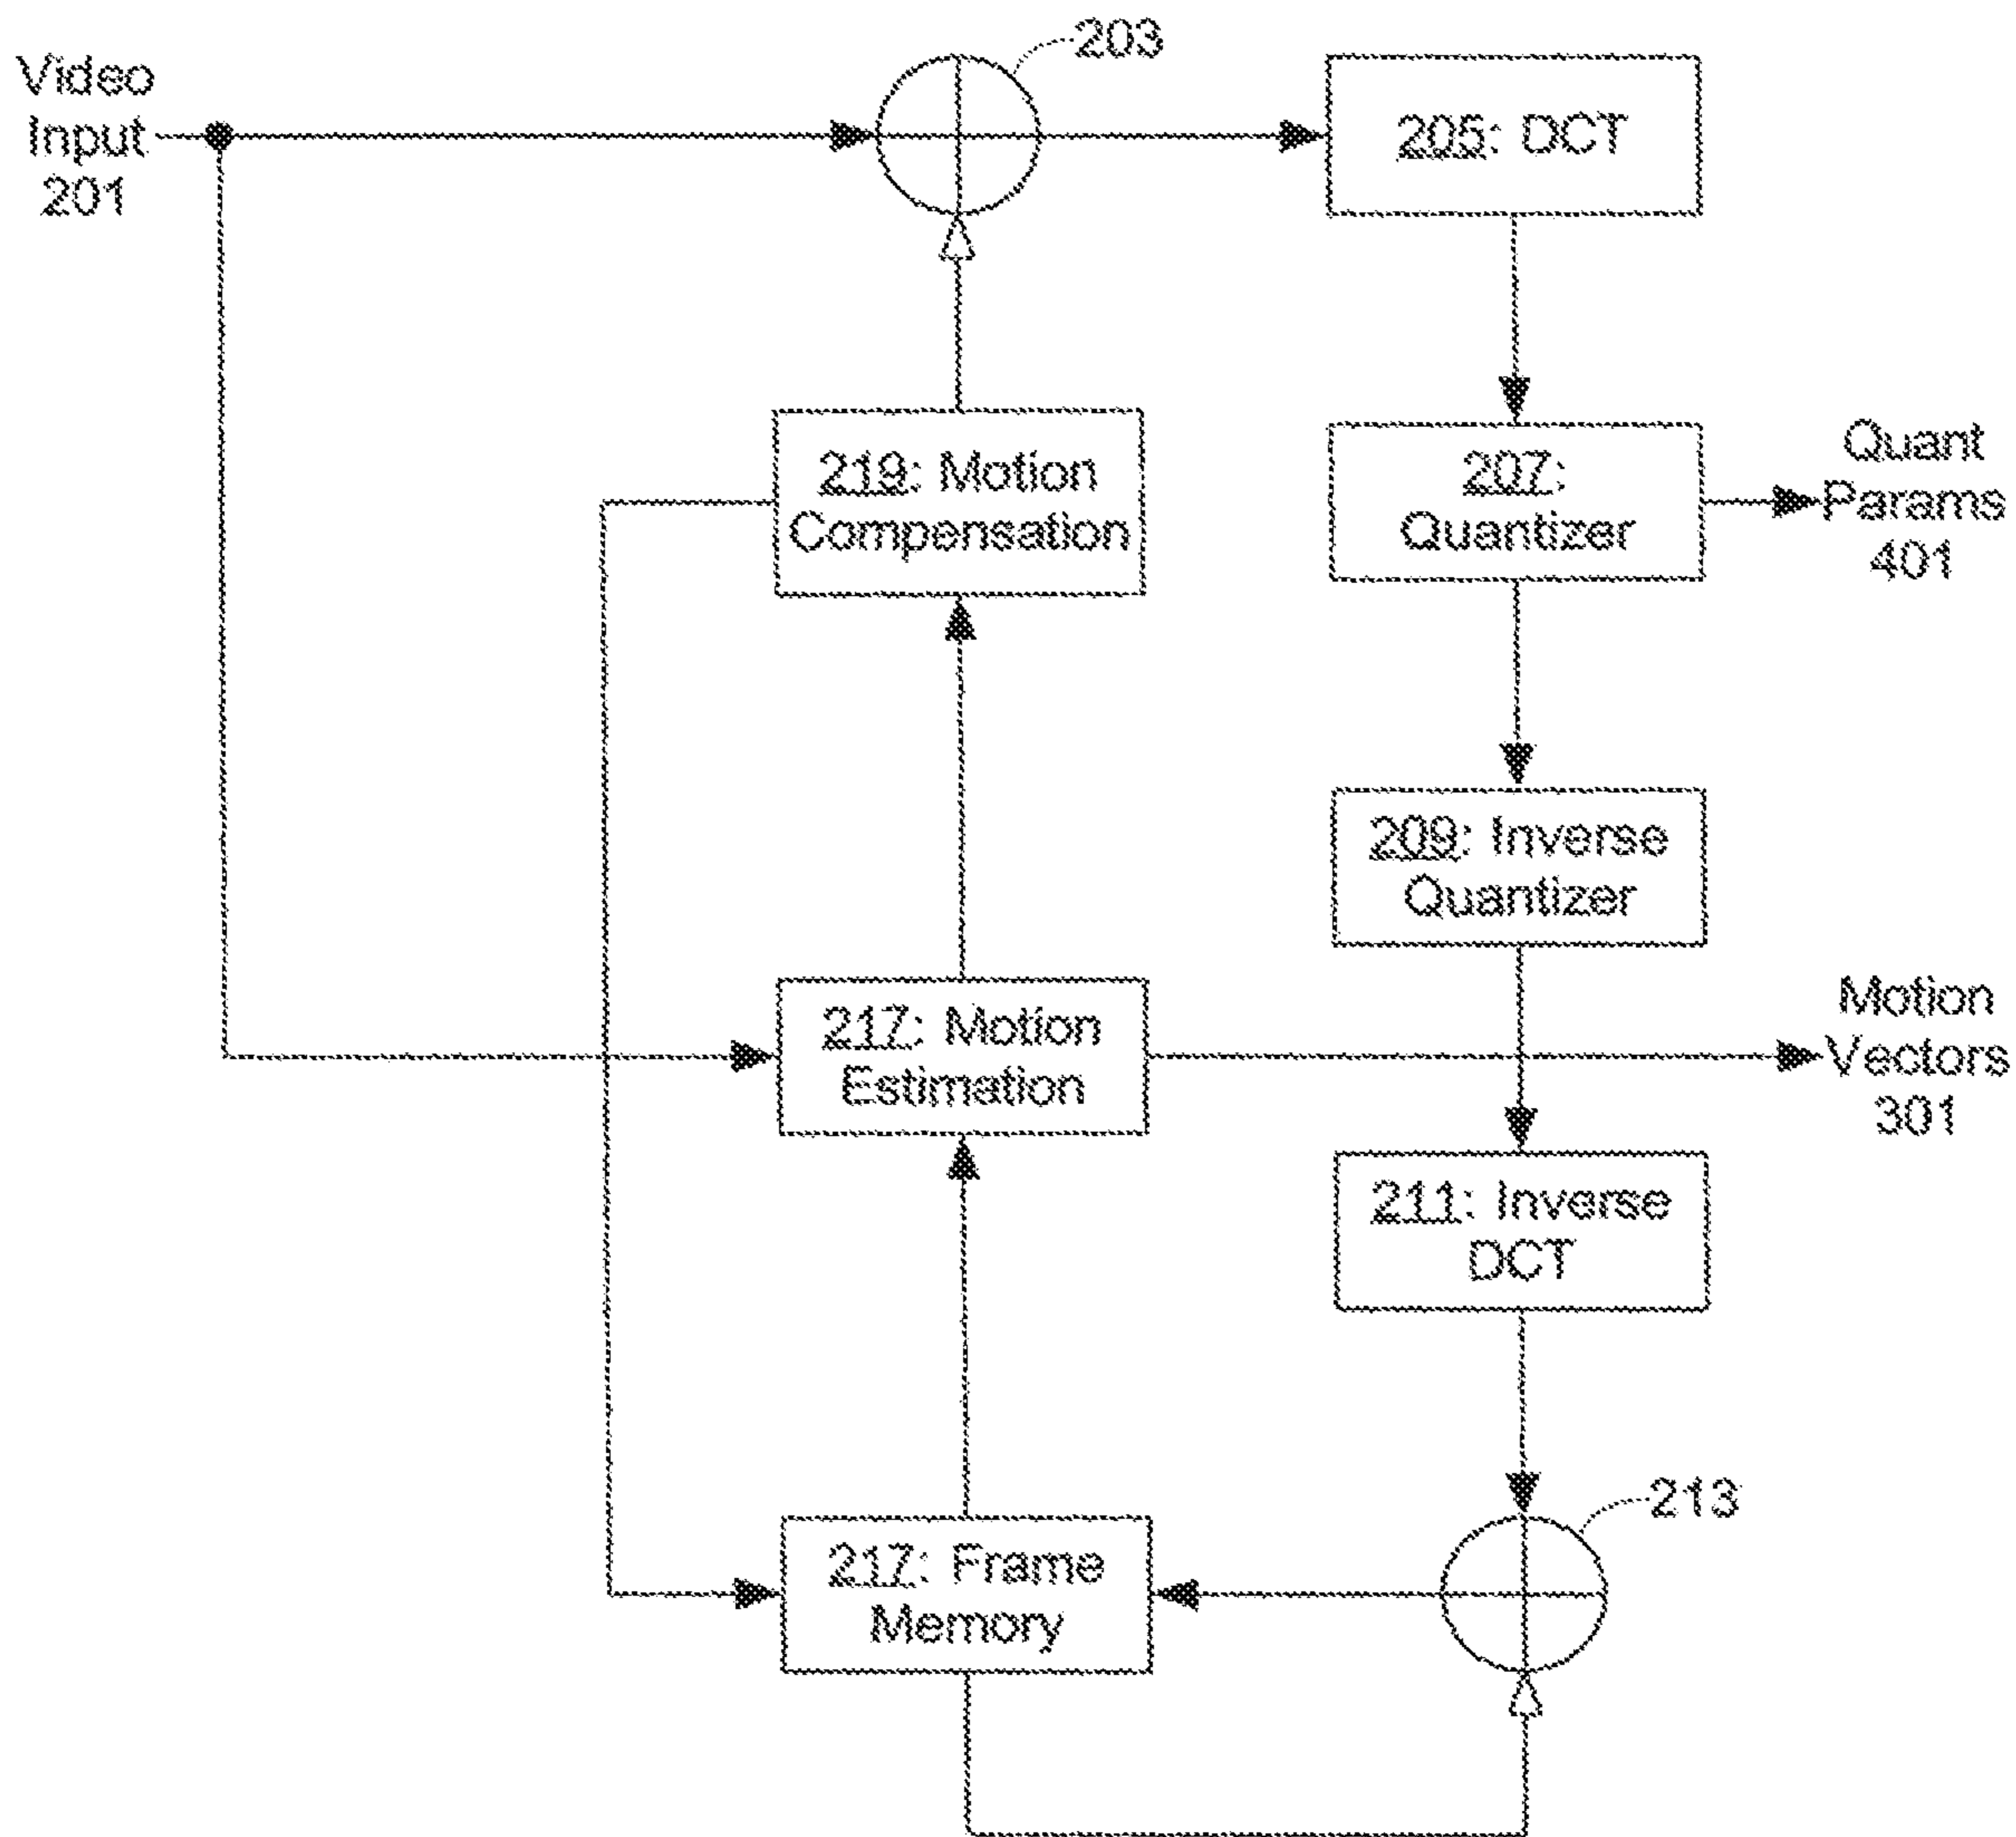 203
Video
Input
201
205: DCT
219: Motion
Compensation
207:
Quantizer
Quant
Params
401
209: Inverse
Quantizer
217: Motion
Estimation
Motion
Vectors
301
211: Inverse
DCT
213
217: Frame
Memory